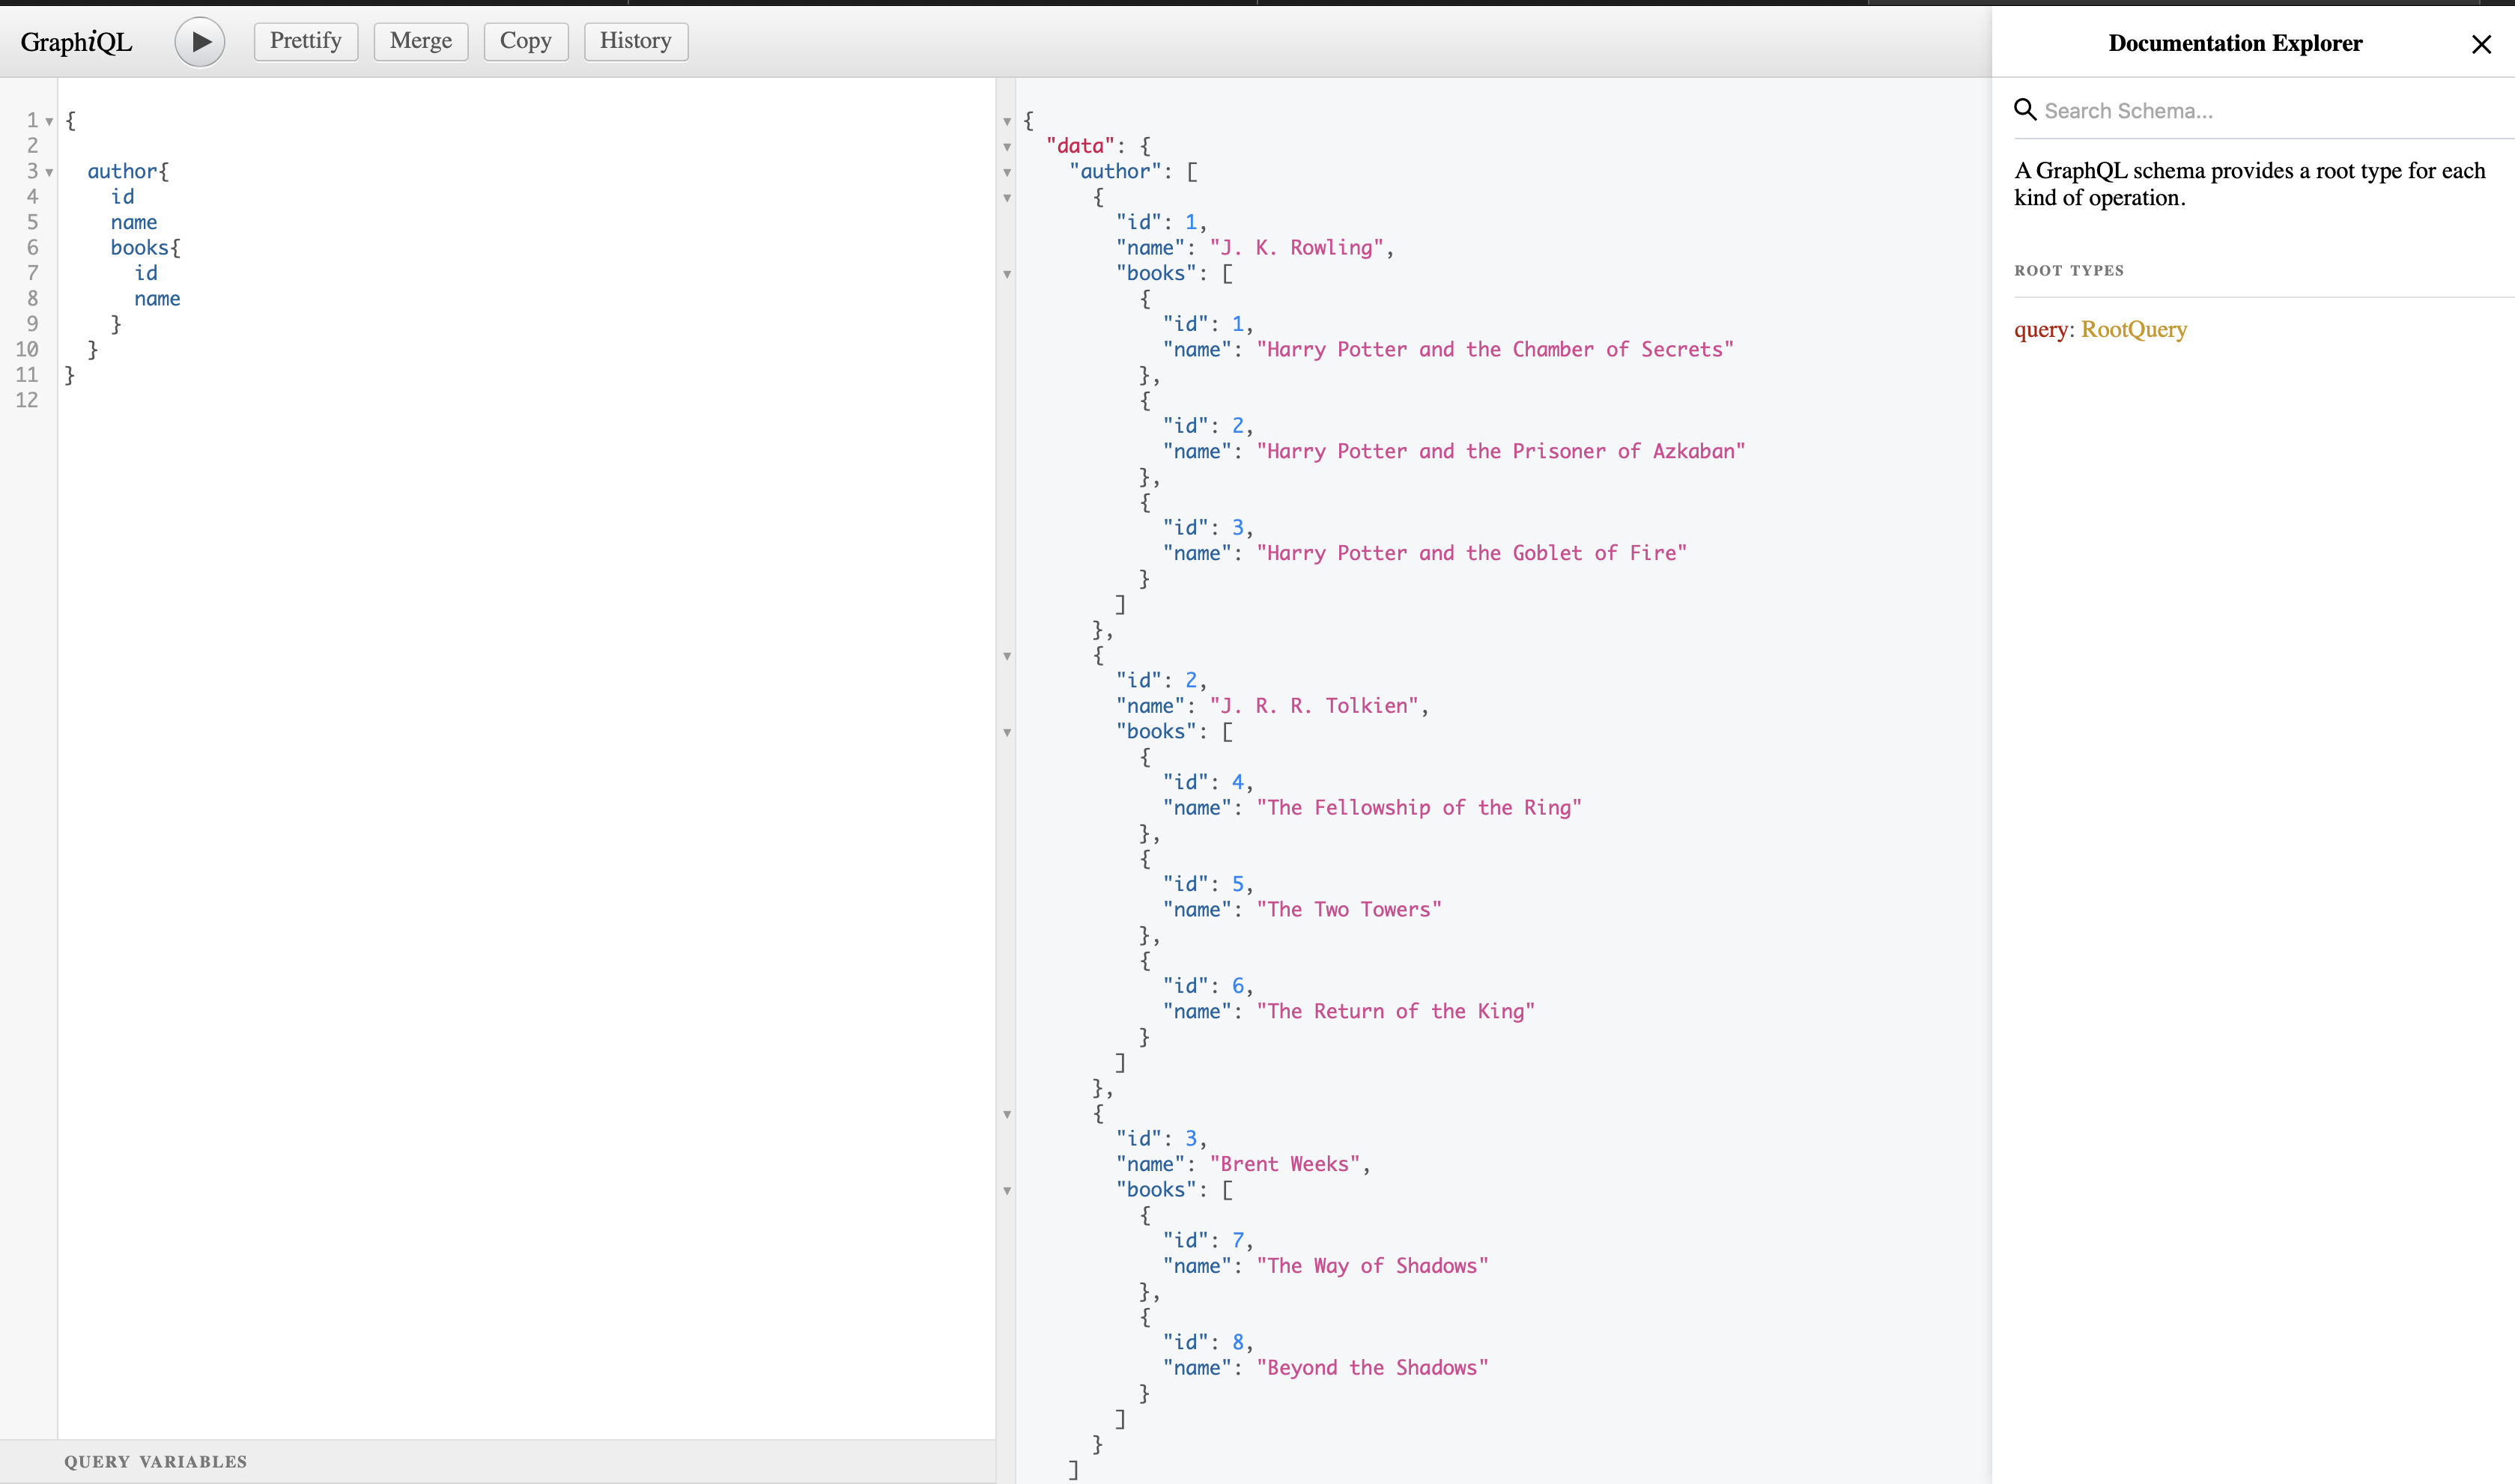 GraphiQL
Prettify
Merge
Copy
History
1 {
2
3   author{
4     id
5     name
6     books{
7       id
8       name
9     }
10   }
11 }
12
QUERY VARIABLES
{
  "data": {
    "author": [
      {
        "id": 1,
        "name": "J. K. Rowling",
        "books": [
          {
            "id": 1,
            "name": "Harry Potter and the Chamber of Secrets"
          },
          {
            "id": 2,
            "name": "Harry Potter and the Prisoner of Azkaban"
          },
          {
            "id": 3,
            "name": "Harry Potter and the Goblet of Fire"
          }
        ]
      },
      {
        "id": 2,
        "name": "J. R. R. Tolkien",
        "books": [
          {
            "id": 4,
            "name": "The Fellowship of the Ring"
          },
          {
            "id": 5,
            "name": "The Two Towers"
          },
          {
            "id": 6,
            "name": "The Return of the King"
          }
        ]
      },
      {
        "id": 3,
        "name": "Brent Weeks",
        "books": [
          {
            "id": 7,
            "name": "The Way of Shadows"
          },
          {
            "id": 8,
            "name": "Beyond the Shadows"
          }
        ]
      }
    ]
Documentation Explorer
Search Schema...
A GraphQL schema provides a root type for each
kind of operation.
ROOT TYPES
query: RootQuery